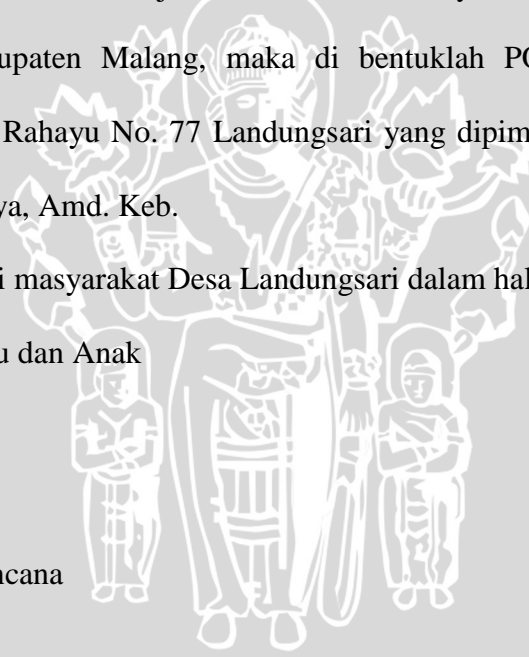 upaten Malang, maka di bentuklah PO
Rahayu No. 77 Landungsari yang dipim
ya, Amd. Keb.
i masyarakat Desa Landungsari dalam hal
u dan Anak
ncana